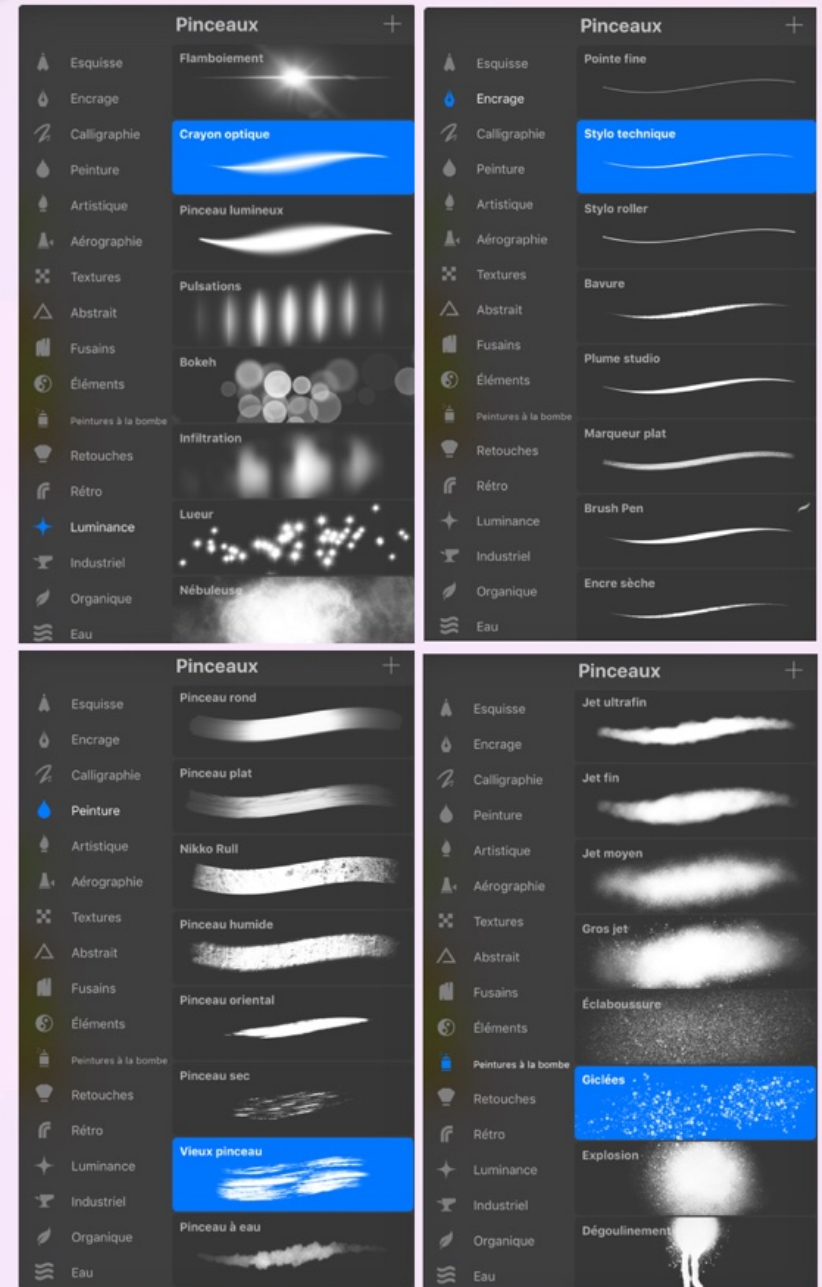 Pinceaux
Esquisse
Encrage
Calligraphie
Peinture
Artistique
Aérographie
Textures
Abstrait
Fusains
Éléments
Peintures à la bombe
Retouches
Rétro
Luminance
Industriel
Organique
Eau
Flamboiement
Crayon optique
Pinceau lumineux
Pulsations
Bokeh
Infiltration
Lueur
Nébuleuse
Pinceaux
Esquisse
Encrage
Calligraphie
Peinture
Artistique
Aérographie
Textures
Abstrait
Fusains
Éléments
Peintures à la bombe
Retouches
Rétro
Luminance
Industriel
Organique
Eau
Pointe fine
Stylo technique
Stylo roller
Bavure
Plume studio
Marqueur plat
Brush Pen
Encre sèche
Pinceaux
Esquisse
Encrage
Calligraphie
Peinture
Artistique
Aérographie
Textures
Abstrait
Fusains
Éléments
Peintures à la bombe
Retouches
Rétro
Luminance
Industriel
Organique
Eau
Pinceau rond
Pinceau plat
Nikko Rull
Pinceau humide
Pinceau oriental
Pinceau sec
Vieux pinceau
Pinceau à eau
Pinceaux
Esquisse
Encrage
Calligraphie
Peinture
Artistique
Aérographie
Textures
Abstrait
Fusains
Éléments
Peintures à la bombe
Retouches
Rétro
Luminance
Industriel
Organique
Eau
Jet ultrafin
Jet fin
Jet moyen
Gros jet
Éclaboussure
Giclées
Explosion
Dégoulinement